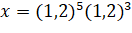 x = (1,2)⁵(1,2)³